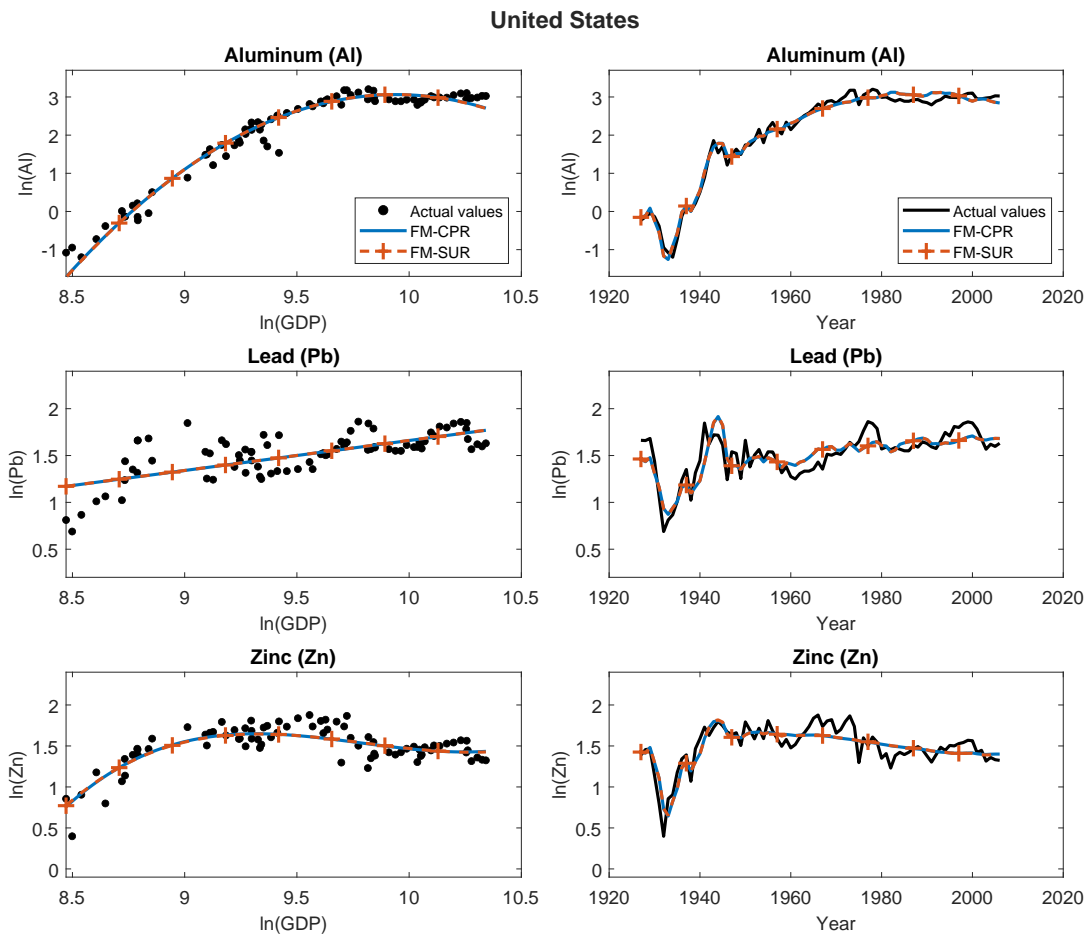 United States
Aluminum (Al)
3
2
1
0
-1
ln(Al)
Actual values
FM-CPR
FM-SUR
8.5 9 9.5 10 10.5
ln(GDP)
Aluminum (Al)
3
2
1
0
-1
ln(Al)
Actual values
FM-CPR
FM-SUR
1920 1940 1960 1980 2000 2020
Year
Lead (Pb)
2
1.5
1
0.5
ln(Pb)
8.5 9 9.5 10 10.5
ln(GDP)
Lead (Pb)
2
1.5
1
0.5
ln(Pb)
1920 1940 1960 1980 2000 2020
Year
Zinc (Zn)
2
1.5
1
0.5
0
ln(Zn)
8.5 9 9.5 10 10.5
ln(GDP)
Zinc (Zn)
2
1.5
1
0.5
0
ln(Zn)
1920 1940 1960 1980 2000 2020
Year